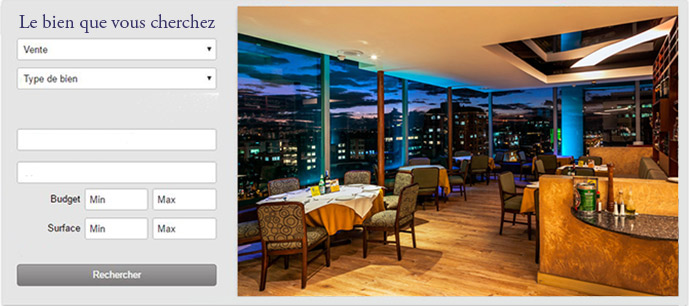 Le bien que vous cherchez
Vente
Type de bien
Budget Min Max
Surface Min Max
Rechercher